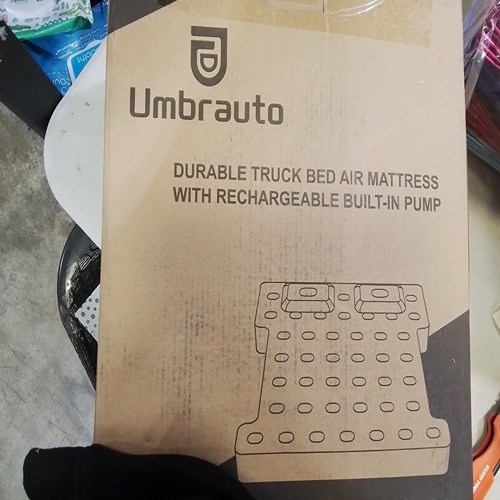 Umbrauto
DURABLE TRUCK BED AIR MATTRESS
WITH RECHARGEABLE BUILT-IN PUMP